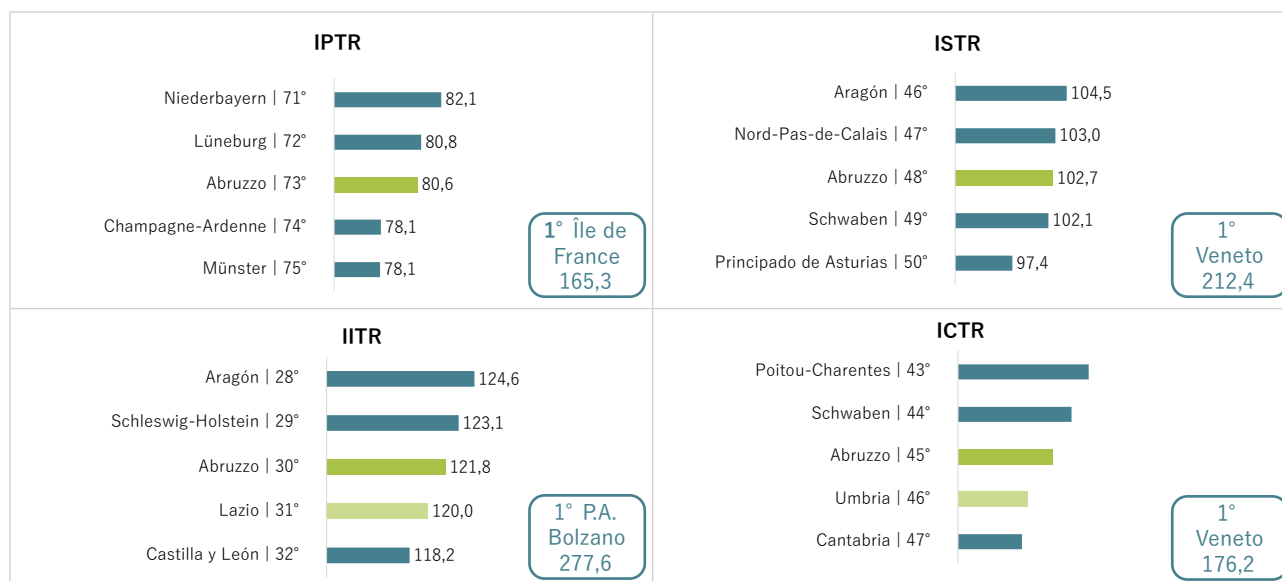 IPTR
Niederbayern | 71° 82,1
Lüneburg | 72° 80,8
Abruzzo | 73° 80,6
Champagne-Ardenne | 74° 78,1
Münster | 75° 78,1
1° Île de
France
165,3
ISTR
Aragón | 46° 104,5
Nord-Pas-de-Calais | 47° 103,0
Abruzzo | 48° 102,7
Schwaben | 49° 102,1
Principado de Asturias | 50° 97,4
1°
Veneto
212,4
IITR
Aragón | 28° 124,6
Schleswig-Holstein | 29° 123,1
Abruzzo | 30° 121,8
Lazio | 31° 120,0
Castilla y León | 32° 118,2
1° P.A.
Bolzano
277,6
ICTR
Poitou-Charentes | 43°
Schwaben | 44°
Abruzzo | 45°
Umbria | 46°
Cantabria | 47°
1°
Veneto
176,2